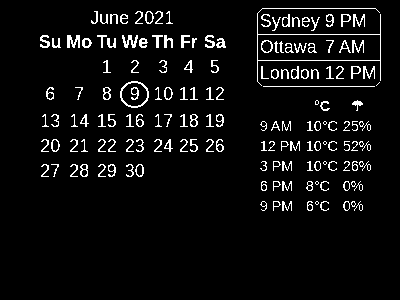 June 2021
Su Mo Tu We Th Fr Sa
1 2 3 4 5
6 7 8 9 10 11 12
13 14 15 16 17 18 19
20 21 22 23 24 25 26
27 28 29 30
Sydney 9 PM
Ottawa 7 AM
London 12 PM
°C
9 AM 10°C 25%
12 PM 10°C 52%
3 PM 10°C 26%
6 PM 8°C 0%
9 PM 6°C 0%